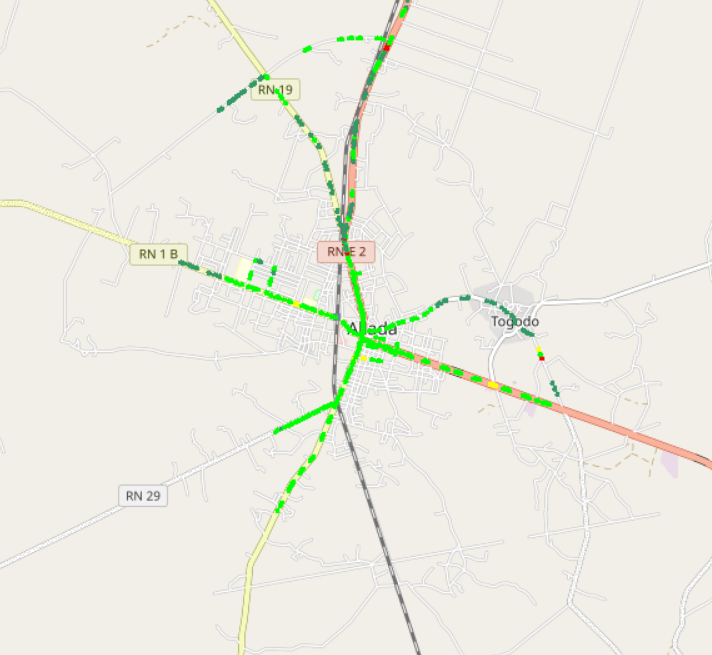 RN 19
RN 1 B
RNIE 2
Allada
Togodo
RN 29